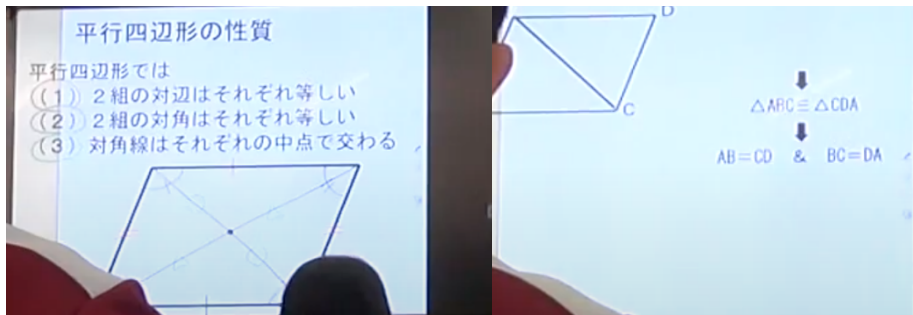 平行四辺形の性質
平行四辺形では
(1) 2組の対辺はそれぞれ等しい
(2) 2組の対角はそれぞれ等しい
(3) 対角線はそれぞれの中点で交わる
D
C
△ABC≡△CDA
AB=CD & BC=DA